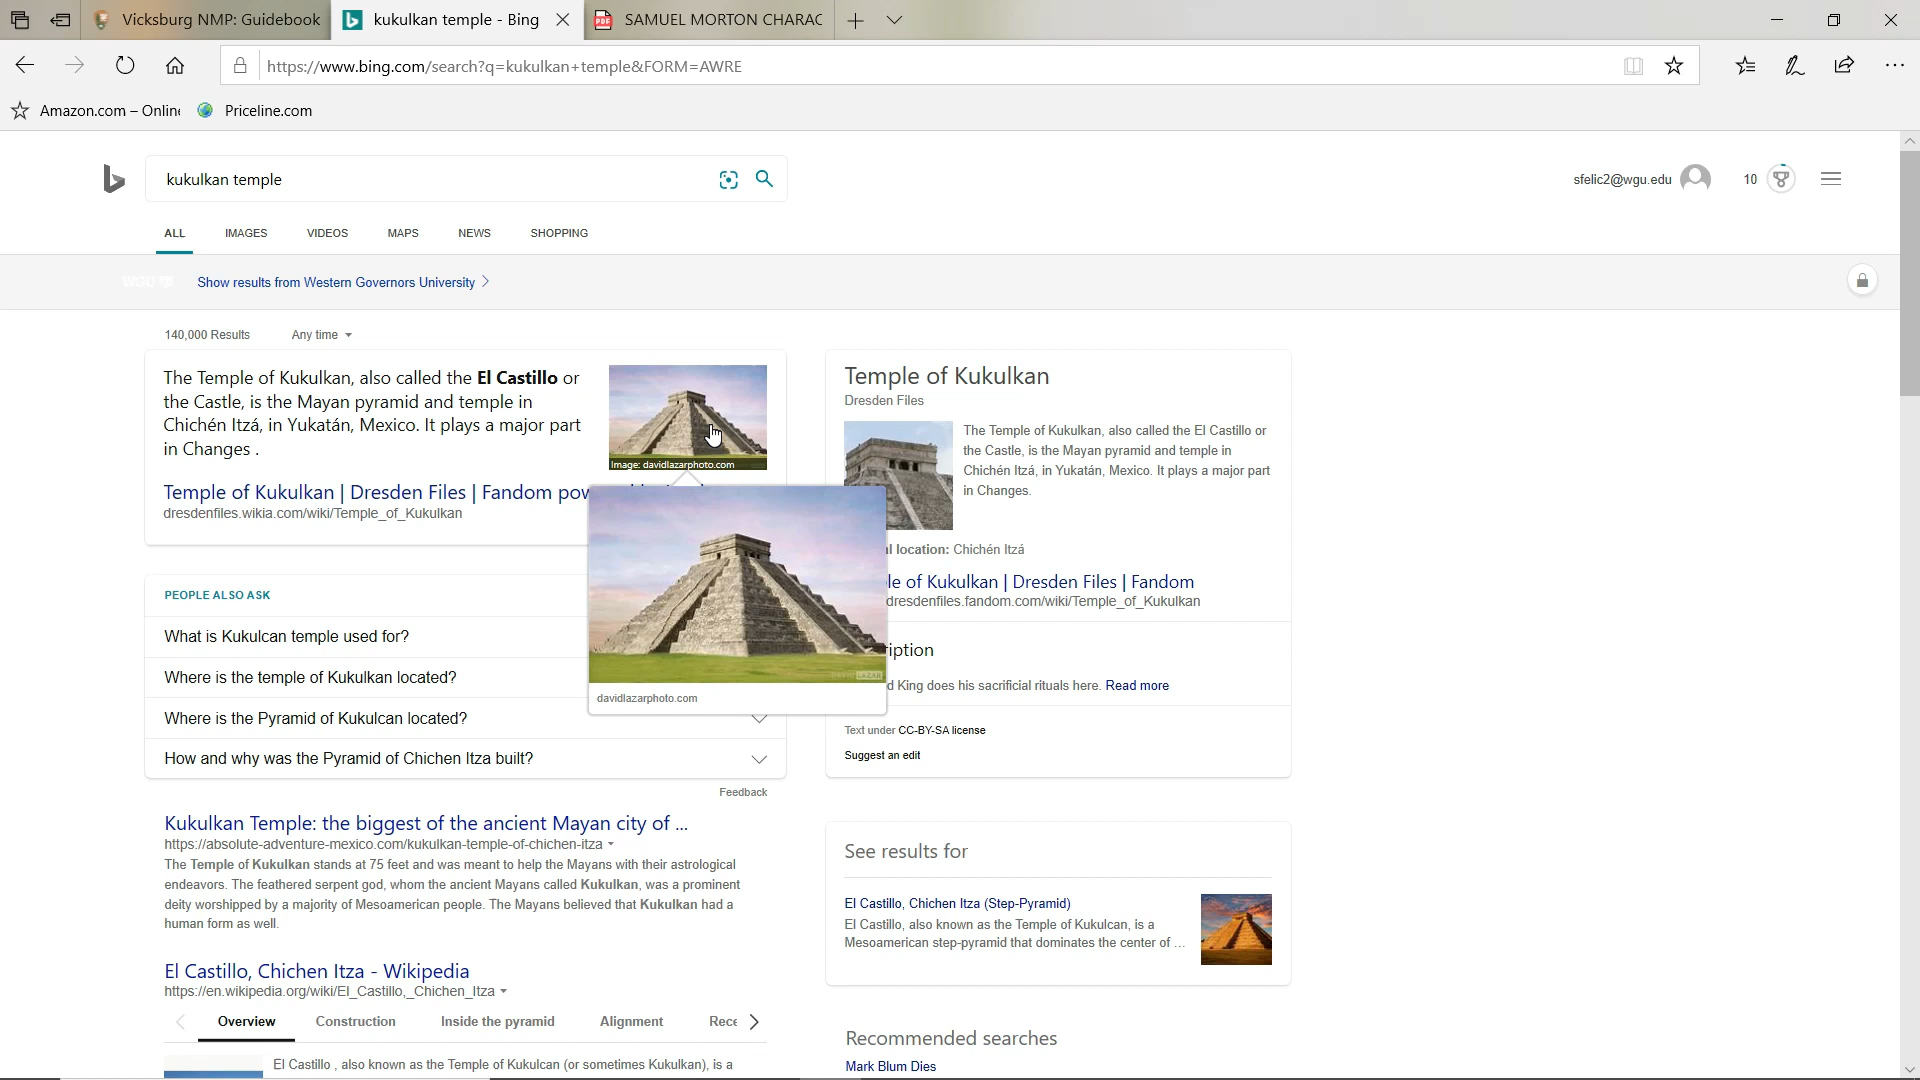 Vicksburg NMP: Guidebook
kukulkan temple - Bing
SAMUEL MORTON CHARAC
https://www.bing.com/search?q=kukulkan+temple&FORM=AWRE
Amazon.com – Online
Priceline.com
kukulkan temple
sfelic2@wgu.edu
10
ALL IMAGES VIDEOS MAPS NEWS SHOPPING
WGU
Show results from Western Governors University
140,000 Results
Any time
The Temple of Kukulkan, also called the El Castillo or
the Castle, is the Mayan pyramid and temple in
Chichén Itzá, in Yukatán, Mexico. It plays a major part
in Changes .
Image: davidlazarphoto.com
Temple of Kukulkan | Dresden Files | Fandom pow
dresdenfiles.wikia.com/wiki/Temple_of_Kukulkan
DAVID LAZAR
davidlazarphoto.com
PEOPLE ALSO ASK
What is Kukulcan temple used for?
Where is the temple of Kukulkan located?
Where is the Pyramid of Kukulcan located?
How and why was the Pyramid of Chichen Itza built?
Feedback
Kukulkan Temple: the biggest of the ancient Mayan city of ...
https://absolute-adventure-mexico.com/kukulkan-temple-of-chichen-itza
The Temple of Kukulkan stands at 75 feet and was meant to help the Mayans with their astrological
endeavors. The feathered serpent god, whom the ancient Mayans called Kukulkan, was a prominent
deity worshipped by a majority of Mesoamerican people. The Mayans believed that Kukulkan had a
human form as well.
El Castillo, Chichen Itza - Wikipedia
https://en.wikipedia.org/wiki/El_Castillo,_Chichen_Itza
Overview Construction Inside the pyramid Alignment Rece
El Castillo , also known as the Temple of Kukulcan (or sometimes Kukulkan), is a
Temple of Kukulkan
Dresden Files
The Temple of Kukulkan, also called the El Castillo or
the Castle, is the Mayan pyramid and temple in
Chichén Itzá, in Yukatán, Mexico. It plays a major part
in Changes.
l location: Chichén Itzá
le of Kukulkan | Dresden Files | Fandom
dresdenfiles.fandom.com/wiki/Temple_of_Kukulkan
ription
d King does his sacrificial rituals here. Read more
Text under CC-BY-SA license
Suggest an edit
See results for
El Castillo, Chichen Itza (Step-Pyramid)
El Castillo, also known as the Temple of Kukulcan, is a
Mesoamerican step-pyramid that dominates the center of ...
Recommended searches
Mark Blum Dies